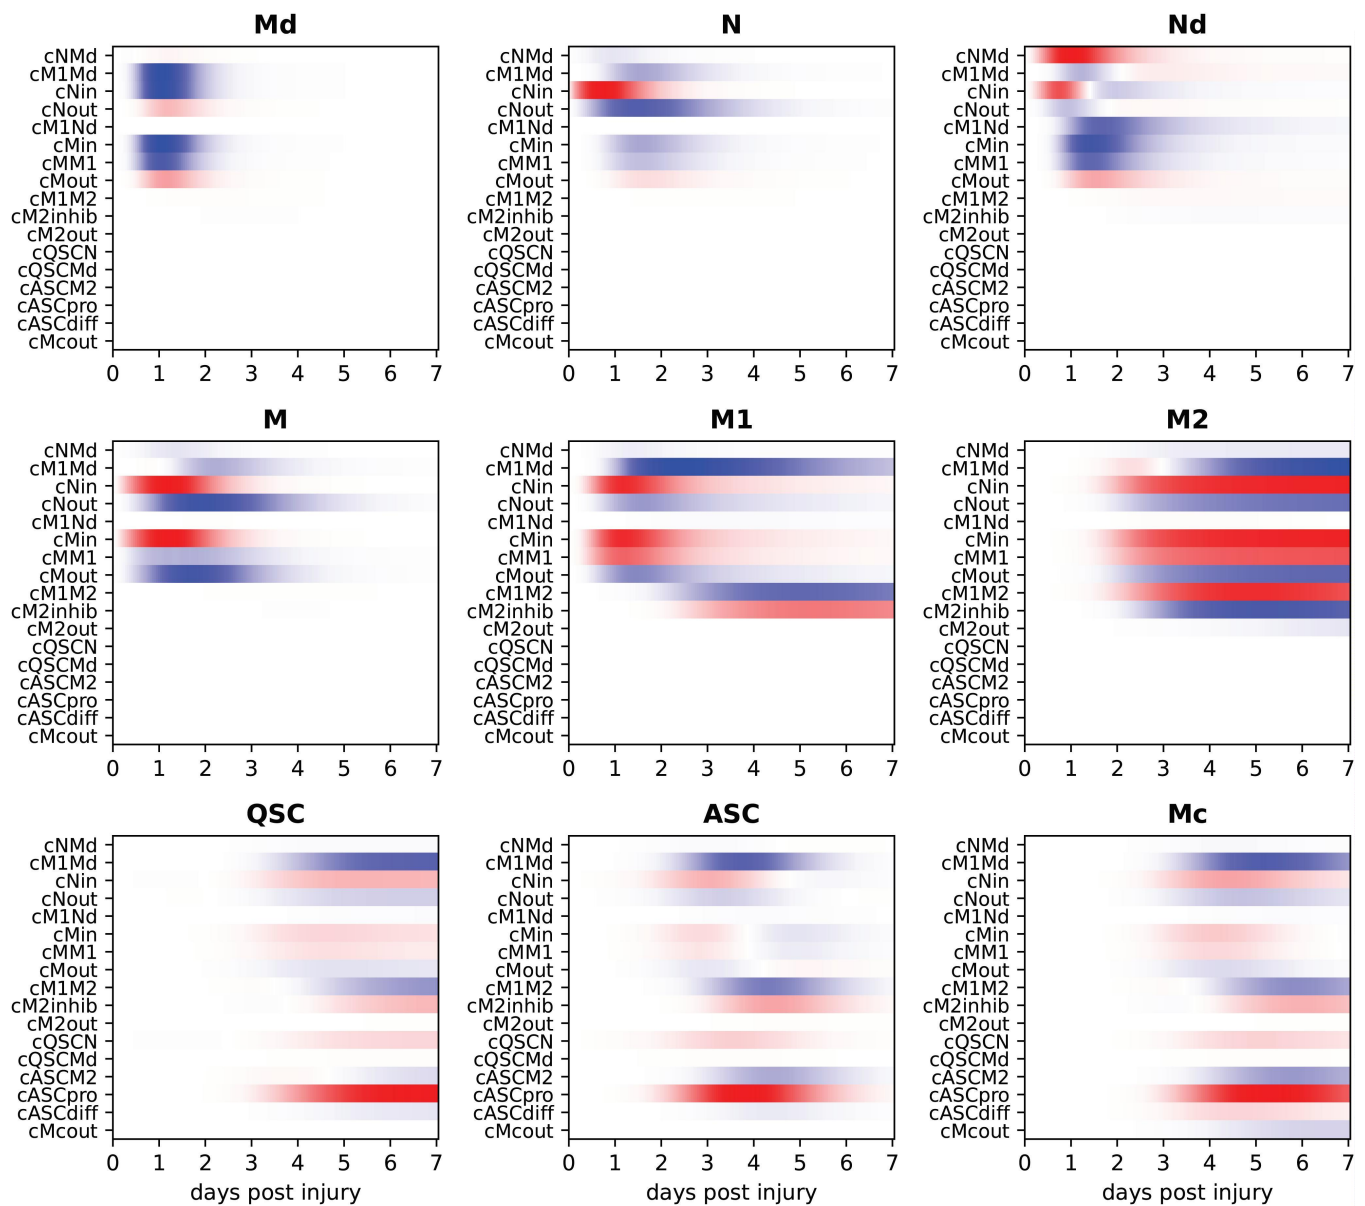 Md
N
Nd
cNMd
cM1Md
cNin
cNout
cM1Nd
cMin
cMM1
cMout
cM1M2
cM2inhib
cM2out
cQSCN
cQSCMd
cASCM2
cASCpro
cASCdiff
cMcout
0 1 2 3 4 5 6 7
cNMd
cM1Md
cNin
cNout
cM1Nd
cMin
cMM1
cMout
cM1M2
cM2inhib
cM2out
cQSCN
cQSCMd
cASCM2
cASCpro
cASCdiff
cMcout
0 1 2 3 4 5 6 7
cNMd
cM1Md
cNin
cNout
cM1Nd
cMin
cMM1
cMout
cM1M2
cM2inhib
cM2out
cQSCN
cQSCMd
cASCM2
cASCpro
cASCdiff
cMcout
0 1 2 3 4 5 6 7
M
M1
M2
cNMd
cM1Md
cNin
cNout
cM1Nd
cMin
cMM1
cMout
cM1M2
cM2inhib
cM2out
cQSCN
cQSCMd
cASCM2
cASCpro
cASCdiff
cMcout
0 1 2 3 4 5 6 7
cNMd
cM1Md
cNin
cNout
cM1Nd
cMin
cMM1
cMout
cM1M2
cM2inhib
cM2out
cQSCN
cQSCMd
cASCM2
cASCpro
cASCdiff
cMcout
0 1 2 3 4 5 6 7
cNMd
cM1Md
cNin
cNout
cM1Nd
cMin
cMM1
cMout
cM1M2
cM2inhib
cM2out
cQSCN
cQSCMd
cASCM2
cASCpro
cASCdiff
cMcout
0 1 2 3 4 5 6 7
QSC
ASC
Mc
cNMd
cM1Md
cNin
cNout
cM1Nd
cMin
cMM1
cMout
cM1M2
cM2inhib
cM2out
cQSCN
cQSCMd
cASCM2
cASCpro
cASCdiff
cMcout
0 1 2 3 4 5 6 7
days post injury
cNMd
cM1Md
cNin
cNout
cM1Nd
cMin
cMM1
cMout
cM1M2
cM2inhib
cM2out
cQSCN
cQSCMd
cASCM2
cASCpro
cASCdiff
cMcout
0 1 2 3 4 5 6 7
days post injury
cNMd
cM1Md
cNin
cNout
cM1Nd
cMin
cMM1
cMout
cM1M2
cM2inhib
cM2out
cQSCN
cQSCMd
cASCM2
cASCpro
cASCdiff
cMcout
0 1 2 3 4 5 6 7
days post injury